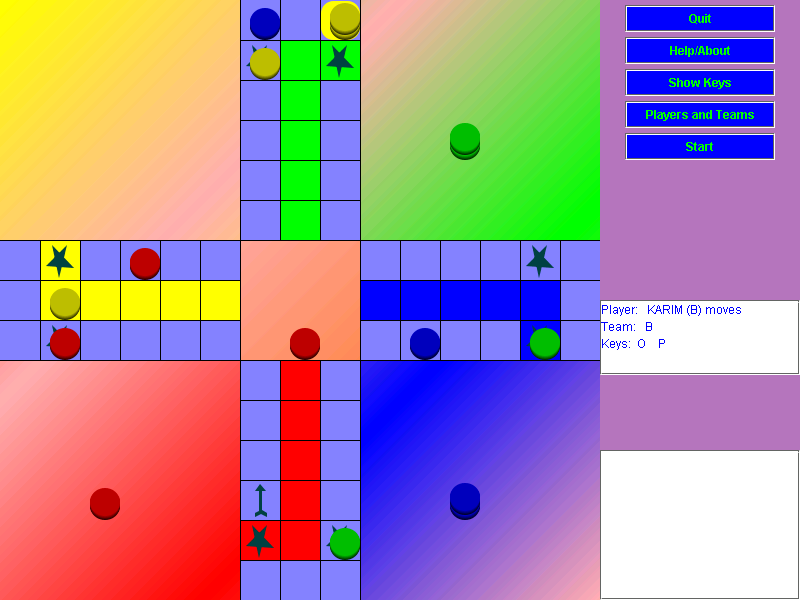 Quit
Help/About
Show Keys
Players and Teams
Start
Player: KARIM (B) moves
Team: B
Keys: O P